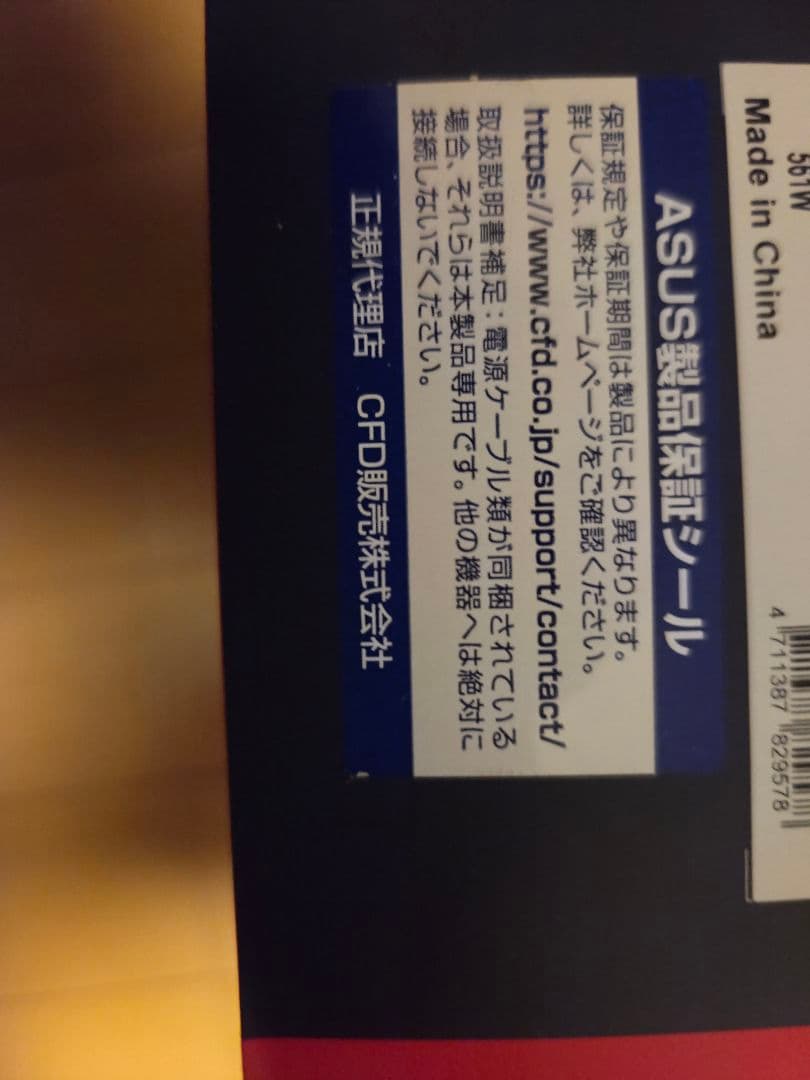 561W
Made in China
4 711387 829578
ASUS製品保証シール
保証規定や保証期間は製品により異なります。
詳しくは、弊社ホームページをご確認ください。
https://www.cfd.co.jp/support/contact/
取扱説明書補足：電源ケーブル類が同梱されている
場合、それらは本製品専用です。他の機器へは絶対に
接続しないでください。
正規代理店　CFD販売株式会社